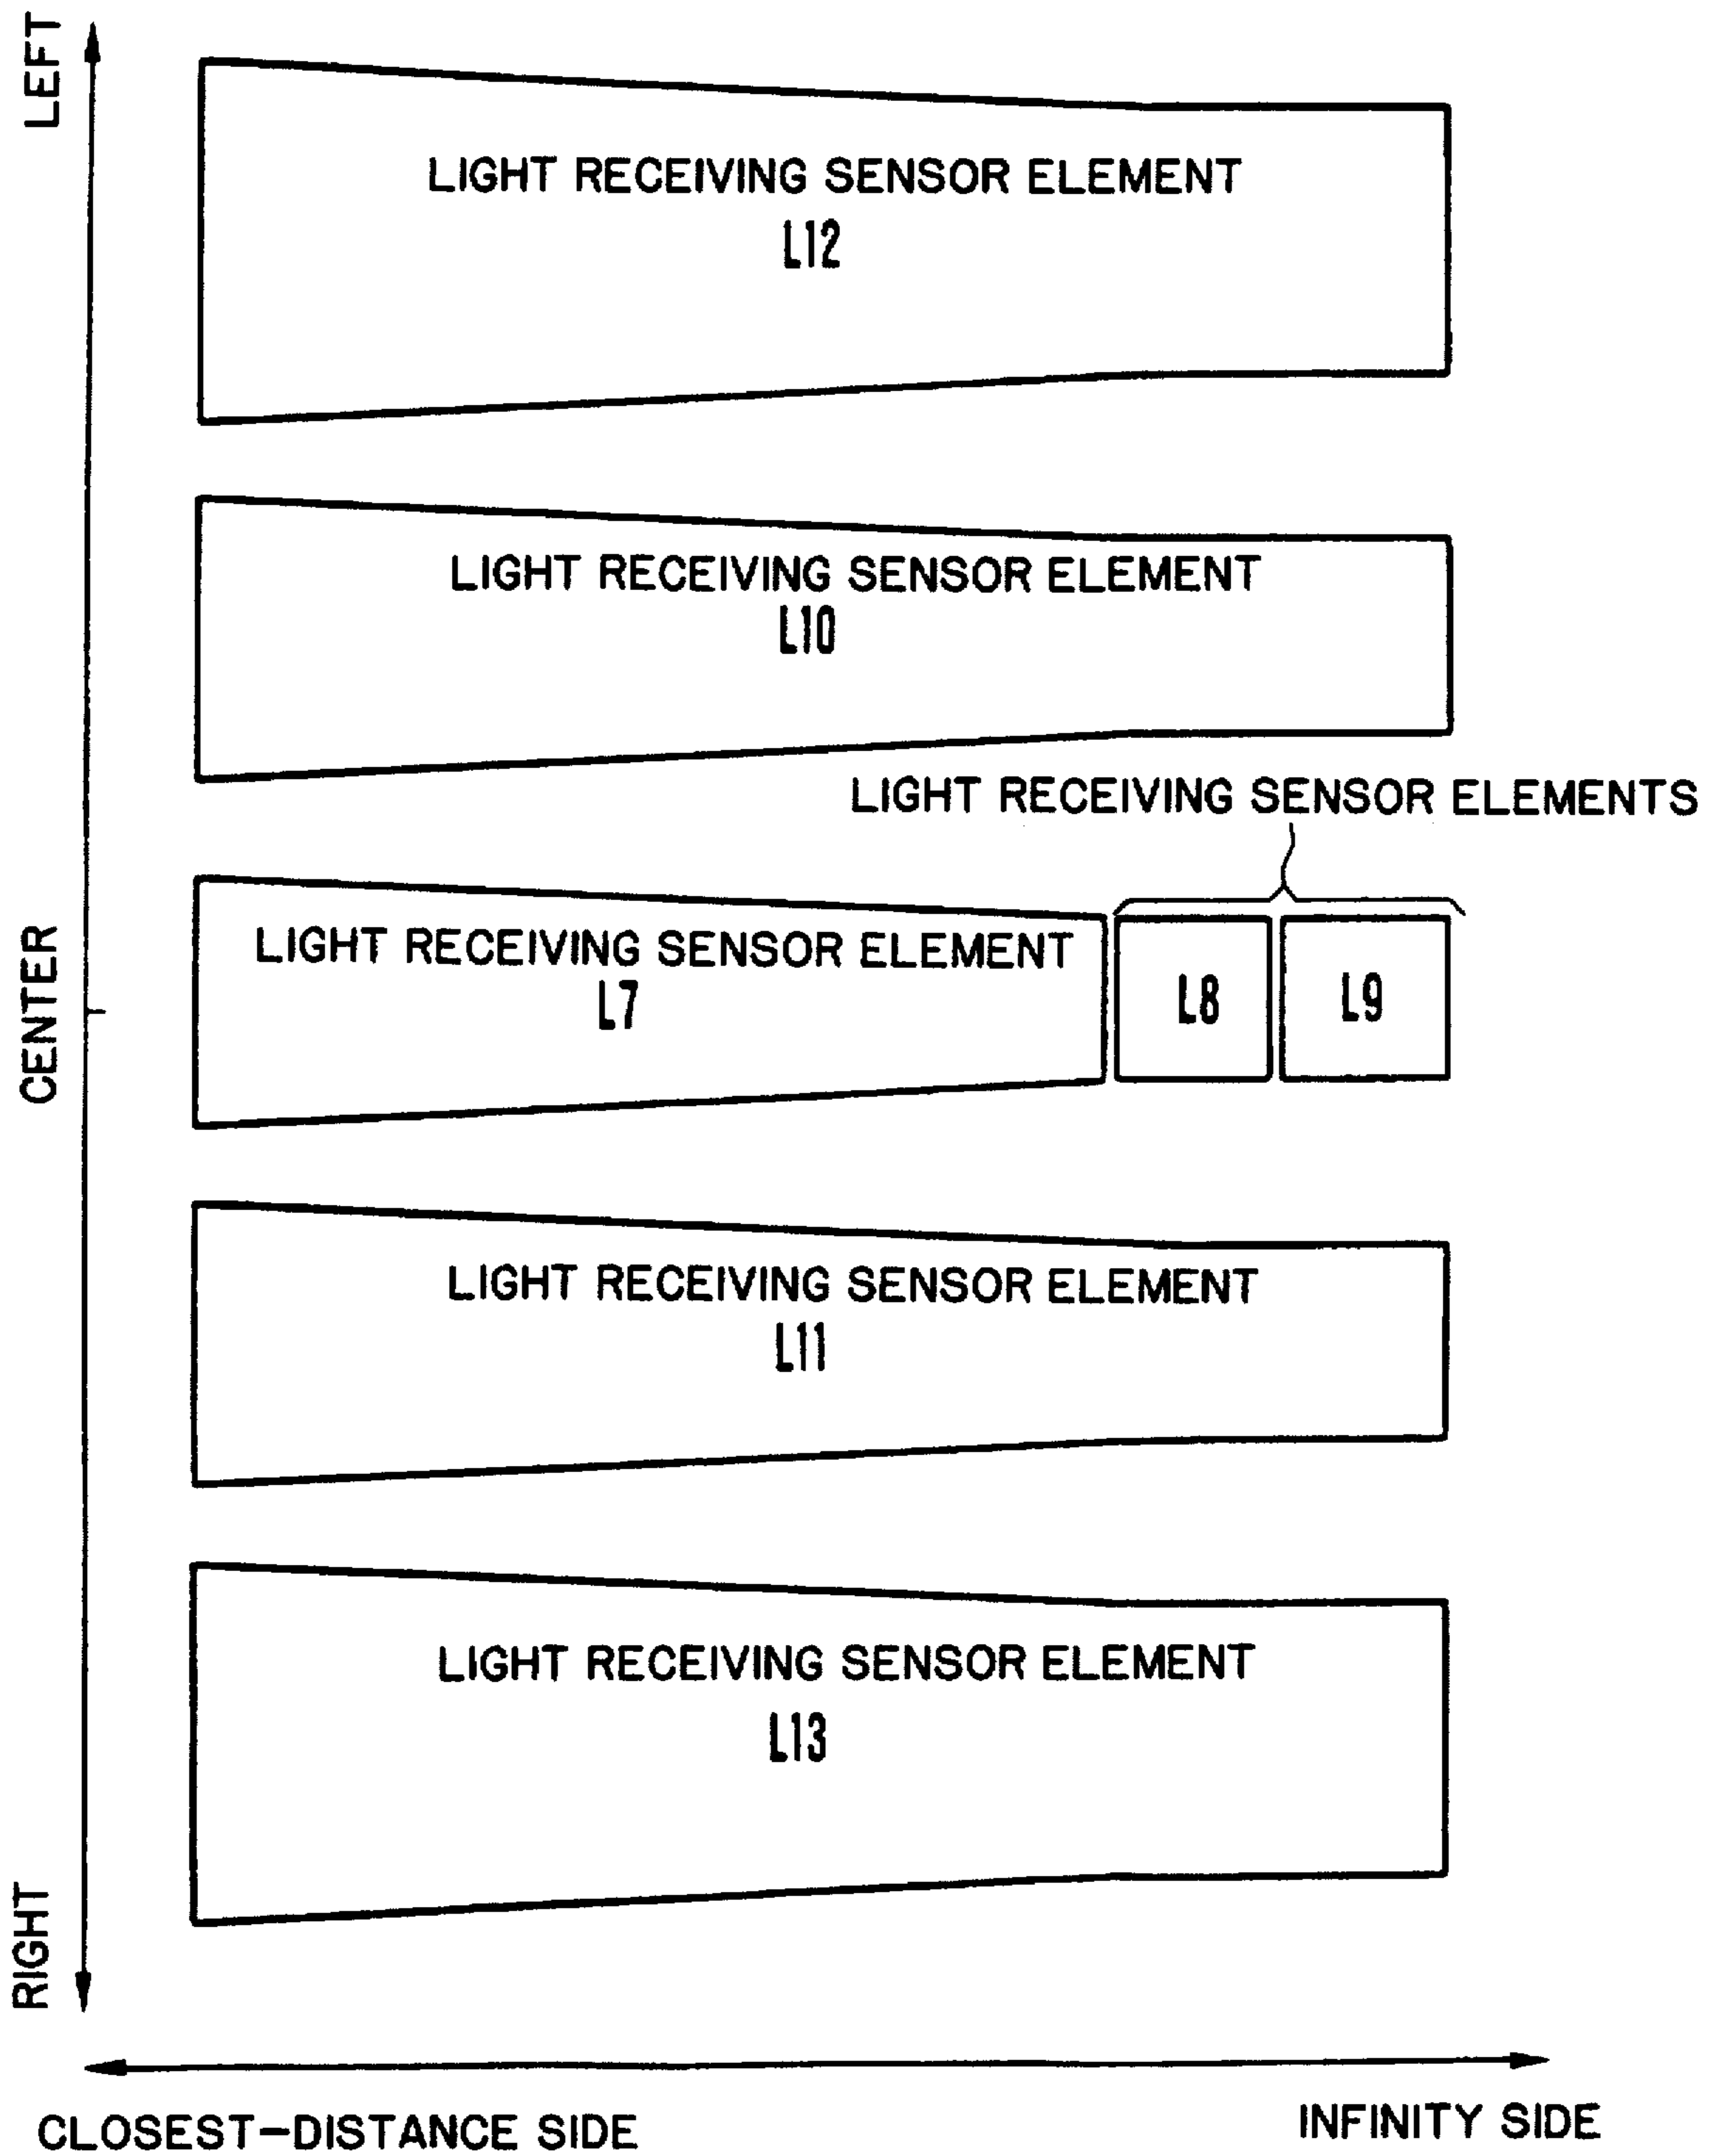 LEFT
LIGHT RECEIVING SENSOR ELEMENT
L12
LIGHT RECEIVING SENSOR ELEMENT
L10
LIGHT RECEIVING SENSOR ELEMENTS
CENTER
LIGHT RECEIVING SENSOR ELEMENT
L7
L8
L9
LIGHT RECEIVING SENSOR ELEMENT
L11
LIGHT RECEIVING SENSOR ELEMENT
L13
RIGHT
CLOSEST-DISTANCE SIDE
INFINITY SIDE